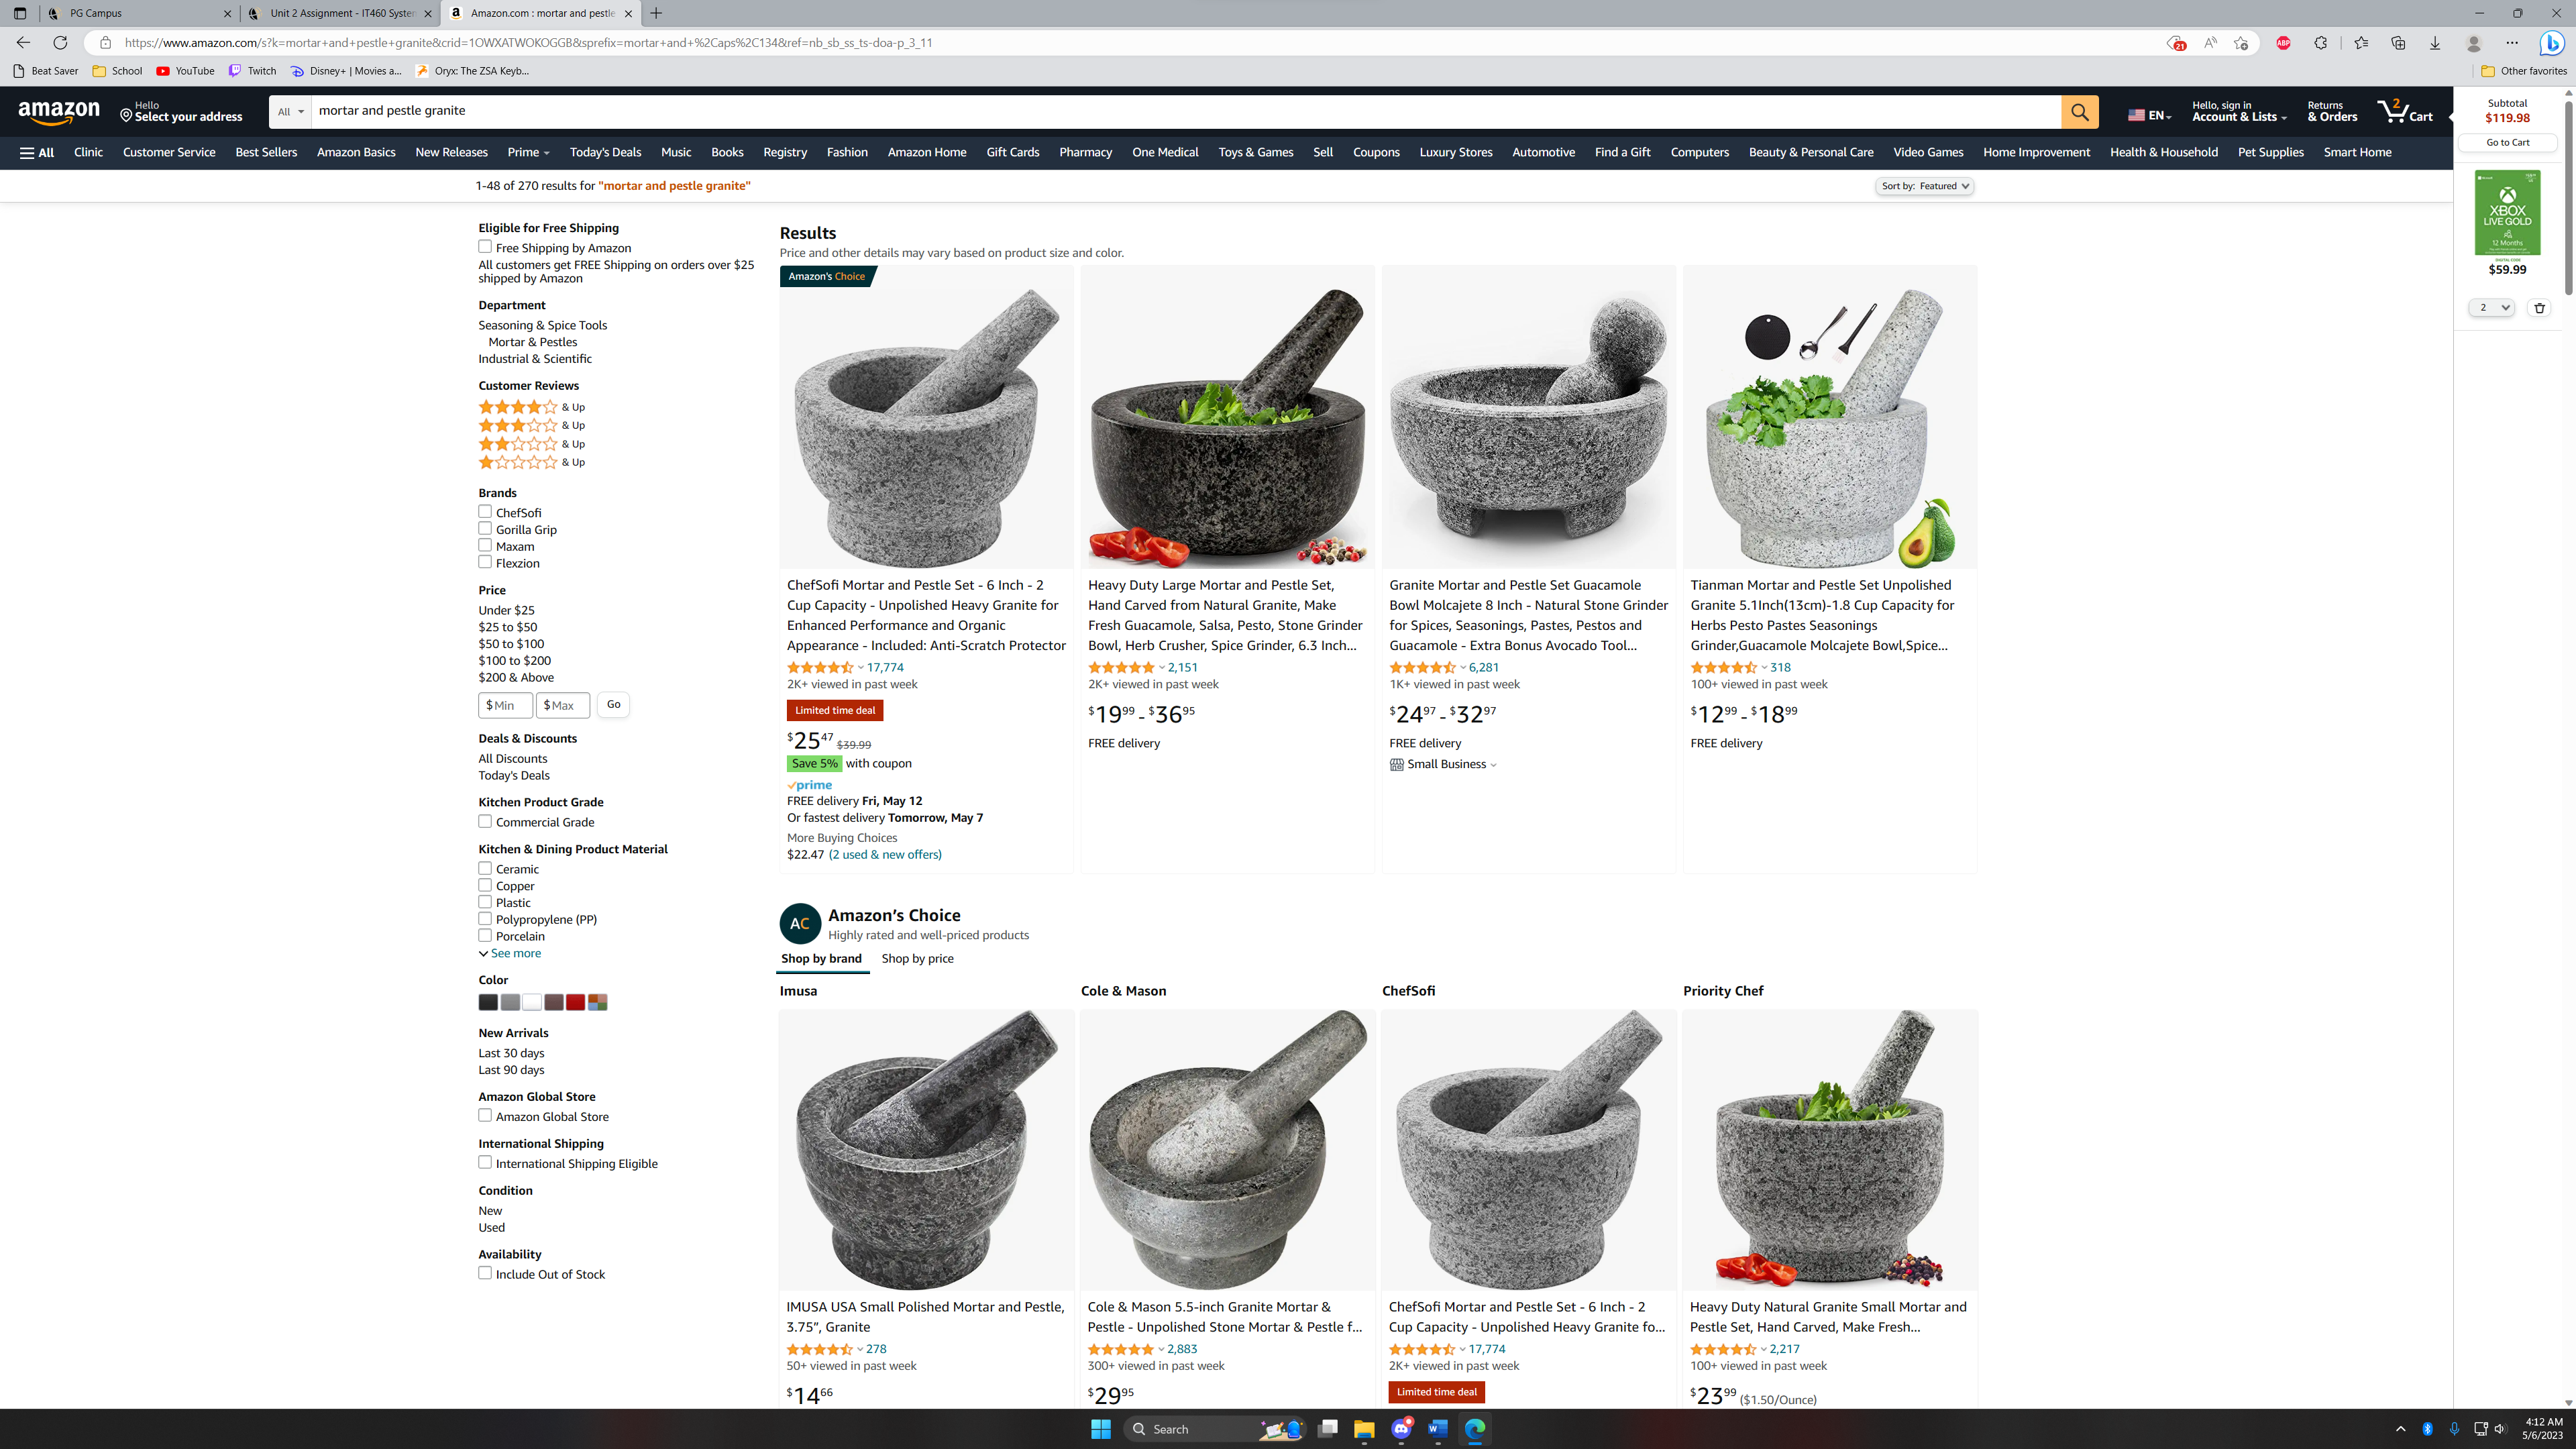 PG Campus
Unit 2 Assignment - IT460 System
Amazon.com : mortar and pestle
https://www.amazon.com/s?k=mortar+and+pestle+granite&crid=1OWXATWOKOGGB&sprefix=mortar+and+%2Caps%2C134&ref=nb_sb_ss_ts-doa-p_3_11
21
ABP
Beat Saver
School
YouTube
Twitch
Disney+ | Movies a...
Oryx: The ZSA Keyb...
Other favorites
amazon
Hello
Select your address
All
mortar and pestle granite
EN
Hello, sign in
Account & Lists
Returns
& Orders
2
Cart
All
Clinic
Customer Service
Best Sellers
Amazon Basics
New Releases
Prime
Today's Deals
Music
Books
Registry
Fashion
Amazon Home
Gift Cards
Pharmacy
One Medical
Toys & Games
Sell
Coupons
Luxury Stores
Automotive
Find a Gift
Computers
Beauty & Personal Care
Video Games
Home Improvement
Health & Household
Pet Supplies
Smart Home
Subtotal
$119.98
Go to Cart
XBOX
LIVE GOLD
12 Months
DIGITAL CODE
$59.99
2
1-48 of 270 results for "mortar and pestle granite"
Sort by: Featured
Eligible for Free Shipping
Free Shipping by Amazon
All customers get FREE Shipping on orders over $25
shipped by Amazon
Department
Seasoning & Spice Tools
Mortar & Pestles
Industrial & Scientific
Customer Reviews
& Up
& Up
& Up
& Up
Brands
ChefSofi
Gorilla Grip
Maxam
Flexzion
Price
Under $25
$25 to $50
$50 to $100
$100 to $200
$200 & Above
$ Min
$ Max
Go
Deals & Discounts
All Discounts
Today's Deals
Kitchen Product Grade
Commercial Grade
Kitchen & Dining Product Material
Ceramic
Copper
Plastic
Polypropylene (PP)
Porcelain
See more
Color
New Arrivals
Last 30 days
Last 90 days
Amazon Global Store
Amazon Global Store
International Shipping
International Shipping Eligible
Condition
New
Used
Availability
Include Out of Stock
Results
Price and other details may vary based on product size and color.
Amazon's Choice
ChefSofi Mortar and Pestle Set - 6 Inch - 2
Cup Capacity - Unpolished Heavy Granite for
Enhanced Performance and Organic
Appearance - Included: Anti-Scratch Protector
17,774
2K+ viewed in past week
Limited time deal
$25.47 $39.99
Save 5% with coupon
prime
FREE delivery Fri, May 12
Or fastest delivery Tomorrow, May 7
More Buying Choices
$22.47 (2 used & new offers)
Heavy Duty Large Mortar and Pestle Set,
Hand Carved from Natural Granite, Make
Fresh Guacamole, Salsa, Pesto, Stone Grinder
Bowl, Herb Crusher, Spice Grinder, 6.3 Inch...
2,151
2K+ viewed in past week
$19.99 - $36.95
FREE delivery
Granite Mortar and Pestle Set Guacamole
Bowl Molcajete 8 Inch - Natural Stone Grinder
for Spices, Seasonings, Pastes, Pestos and
Guacamole - Extra Bonus Avocado Tool...
6,281
1K+ viewed in past week
$24.97 - $32.97
FREE delivery
Small Business
Tianman Mortar and Pestle Set Unpolished
Granite 5.1Inch(13cm)-1.8 Cup Capacity for
Herbs Pesto Pastes Seasonings
Grinder,Guacamole Molcajete Bowl,Spice...
318
100+ viewed in past week
$12.99 - $18.99
FREE delivery
AC
Amazon's Choice
Highly rated and well-priced products
Shop by brand
Shop by price
Imusa
IMUSA USA Small Polished Mortar and Pestle,
3.75", Granite
278
50+ viewed in past week
$14.66
Cole & Mason
Cole & Mason 5.5-inch Granite Mortar &
Pestle - Unpolished Stone Mortar & Pestle f...
2,883
300+ viewed in past week
$29.95
ChefSofi
ChefSofi Mortar and Pestle Set - 6 Inch - 2
Cup Capacity - Unpolished Heavy Granite fo...
17,774
2K+ viewed in past week
Limited time deal
Priority Chef
Heavy Duty Natural Granite Small Mortar and
Pestle Set, Hand Carved, Make Fresh...
2,217
100+ viewed in past week
$23.99 ($1.50/Ounce)
Search
4:12 AM
5/6/2023